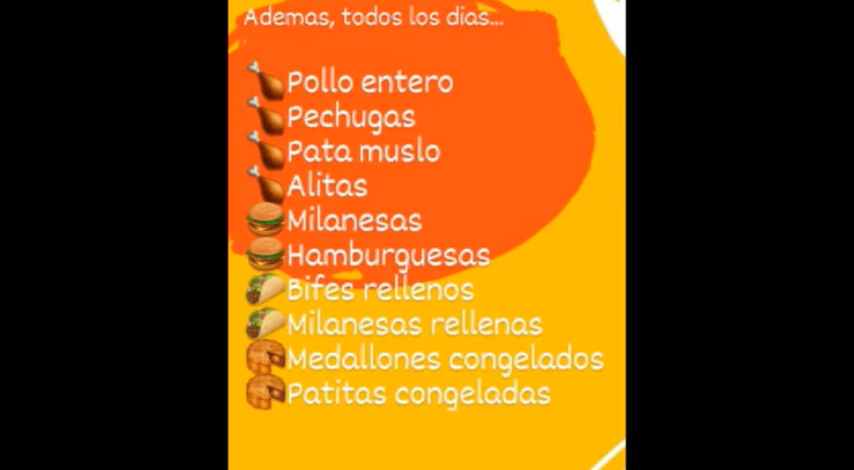 Ademas, todos los dias...
Pollo entero
Pechugas
Pata muslo
Alitas
Milanesas
Hamburguesas
Bifes rellenos
Milanesas rellenas
Medallones congelados
Patitas congeladas